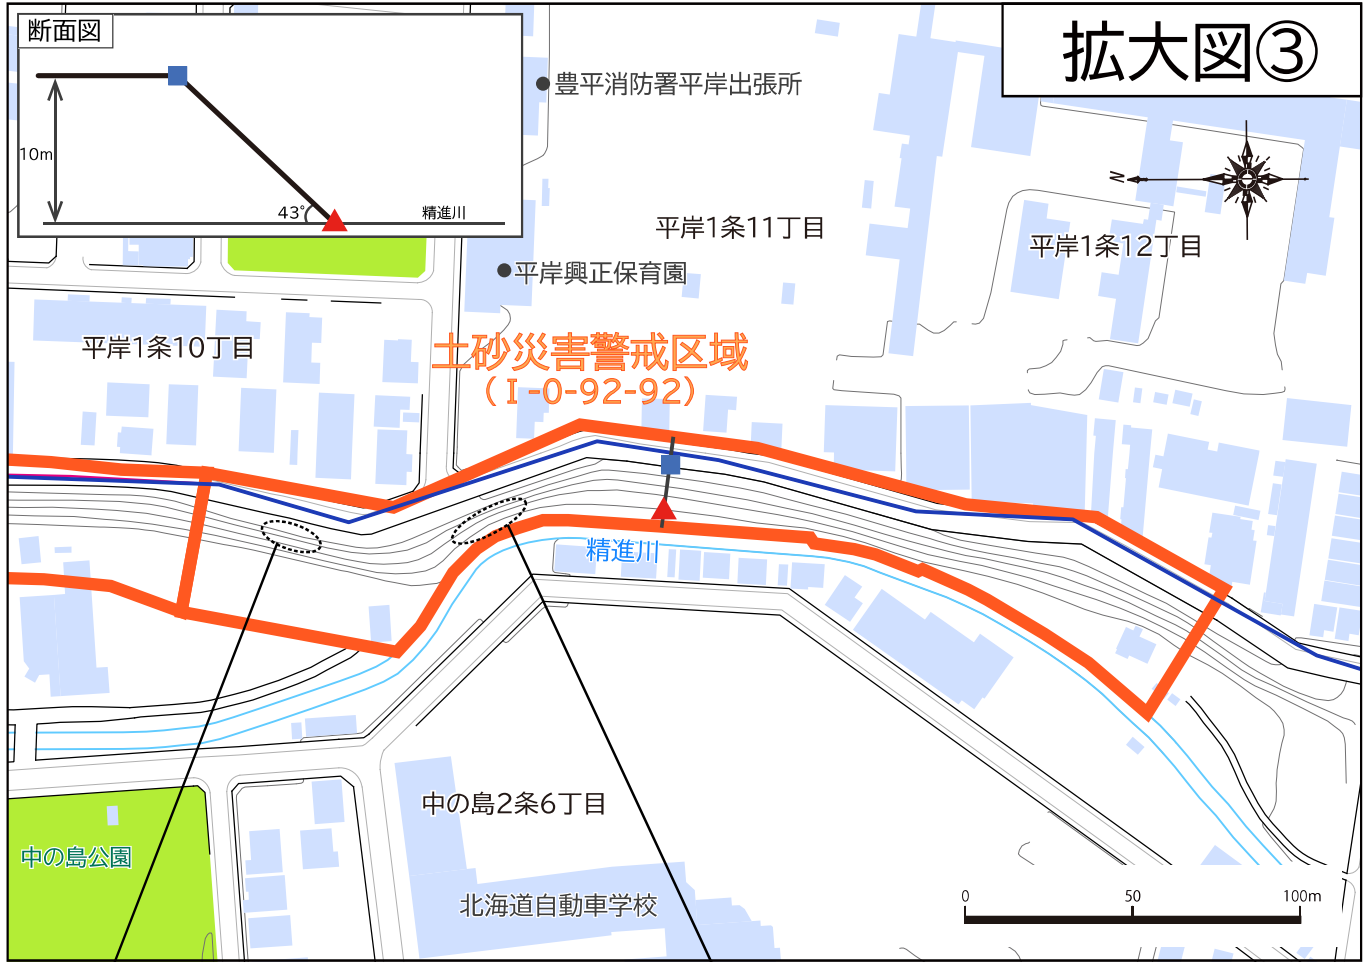 断面図
10m
43°
精進川
拡大図③
豊平消防署平岸出張所
N
平岸1条11丁目
平岸1条12丁目
平岸興正保育園
平岸1条10丁目
土砂災害警戒区域
（Ⅰ-0-92-92）
精進川
中の島2条6丁目
中の島公園
北海道自動車学校
0 50 100m